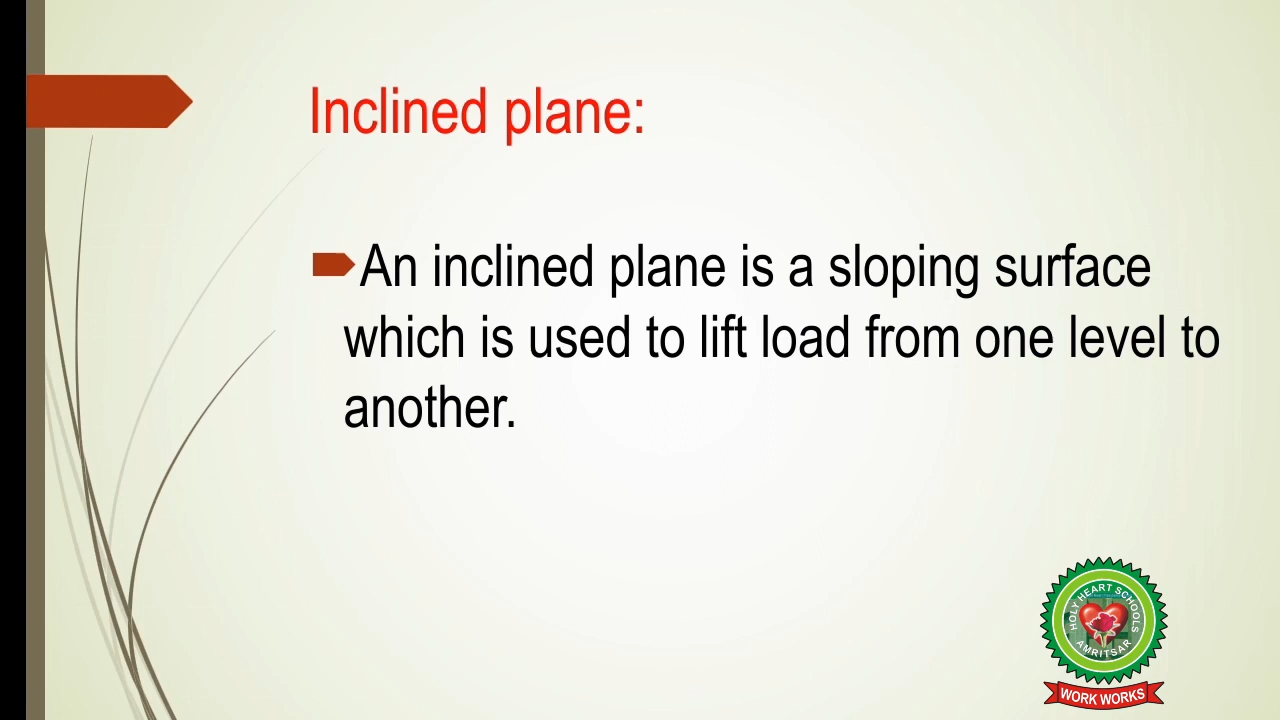 Inclined plane:
An inclined plane is a sloping surface
which is used to lift load from one level to
another.
HOLY HEART SCHOOLS
AMRITSAR
WORK WORKS